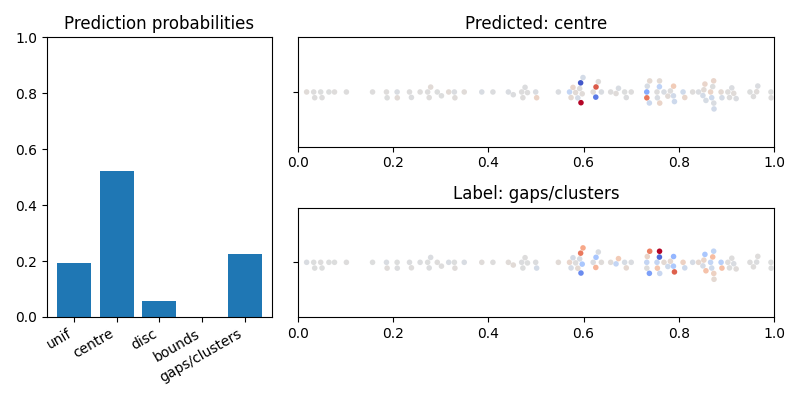 Prediction probabilities
1.0
0.8
0.6
0.4
0.2
0.0
unif
centre
disc
bounds
gaps/clusters
Predicted: centre
0.0 0.2 0.4 0.6 0.8 1.0
Label: gaps/clusters
0.0 0.2 0.4 0.6 0.8 1.0